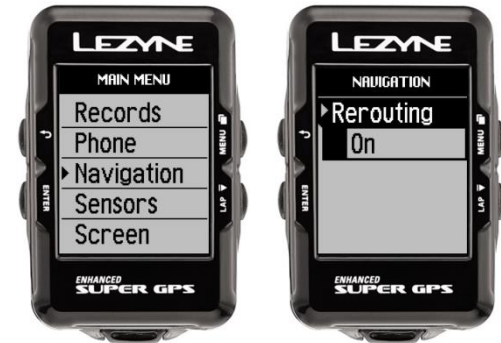 LEZYNE
MAIN MENU
Records
Phone
Navigation
Sensors
Screen
MENU
LAP
ENTER
ENHANCED
SUPER GPS
LEZYNE
NAVIGATION
Rerouting
On
MENU
LAP
ENTER
ENHANCED
SUPER GPS